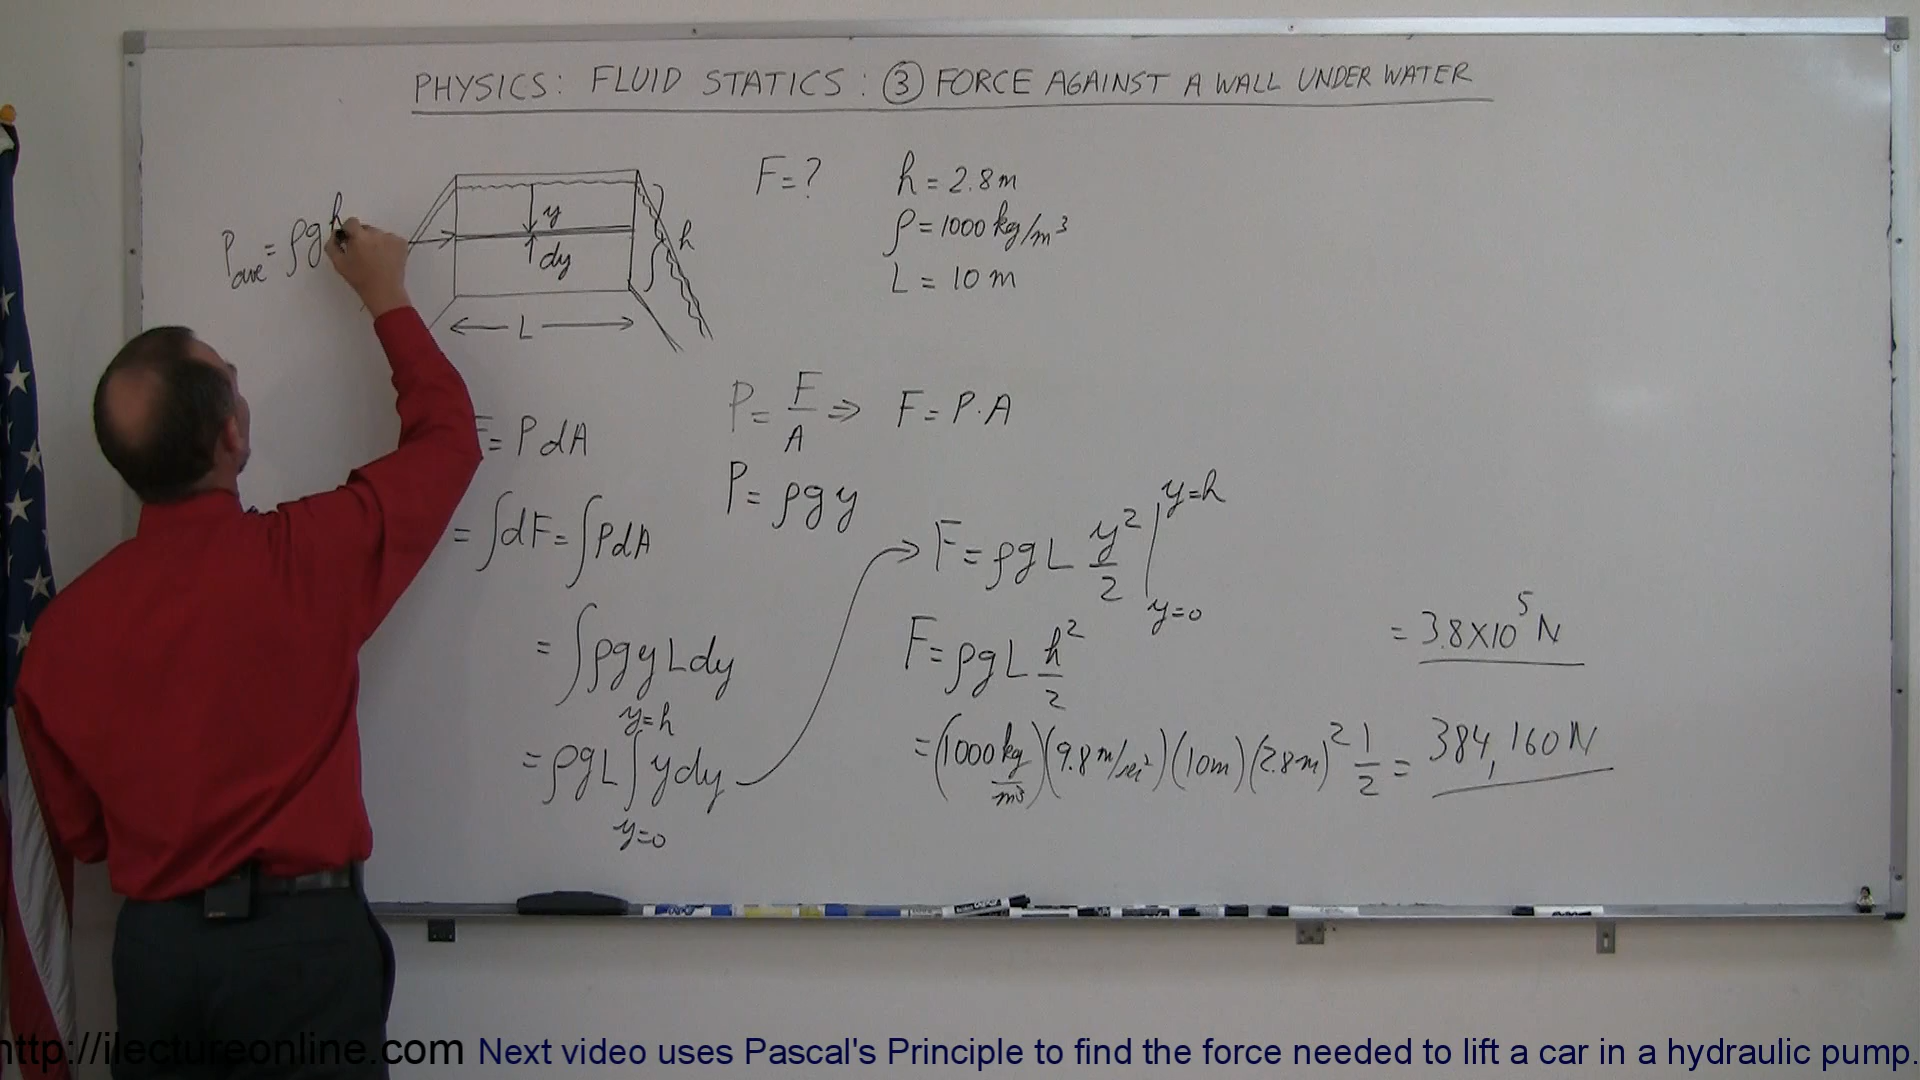 PHYSICS: FLUID STATICS: ③ FORCE AGAINST A WALL UNDER WATER
F = ?
h = 2.8 m
ρ = 1000 kg/m³
L = 10 m
P_ave = ρgh
y
dy
h
L
P = F/A ⇒ F = P·A
= P dA
P = ρgy
= ∫dF = ∫PdA
= ∫ρgyLdy
= ρgL ∫ y dy
y=h
y=0
F = ρgL y²/2 |
y=h
y=0
F = ρgL h²/2
= 3.8×10⁵ N
= (1000 kg/m³)(9.8 m/sec²)(10m)(2.8m)² 1/2 = 384,160 N
http://ilectureonline.com Next video uses Pascal's Principle to find the force needed to lift a car in a hydraulic pump.